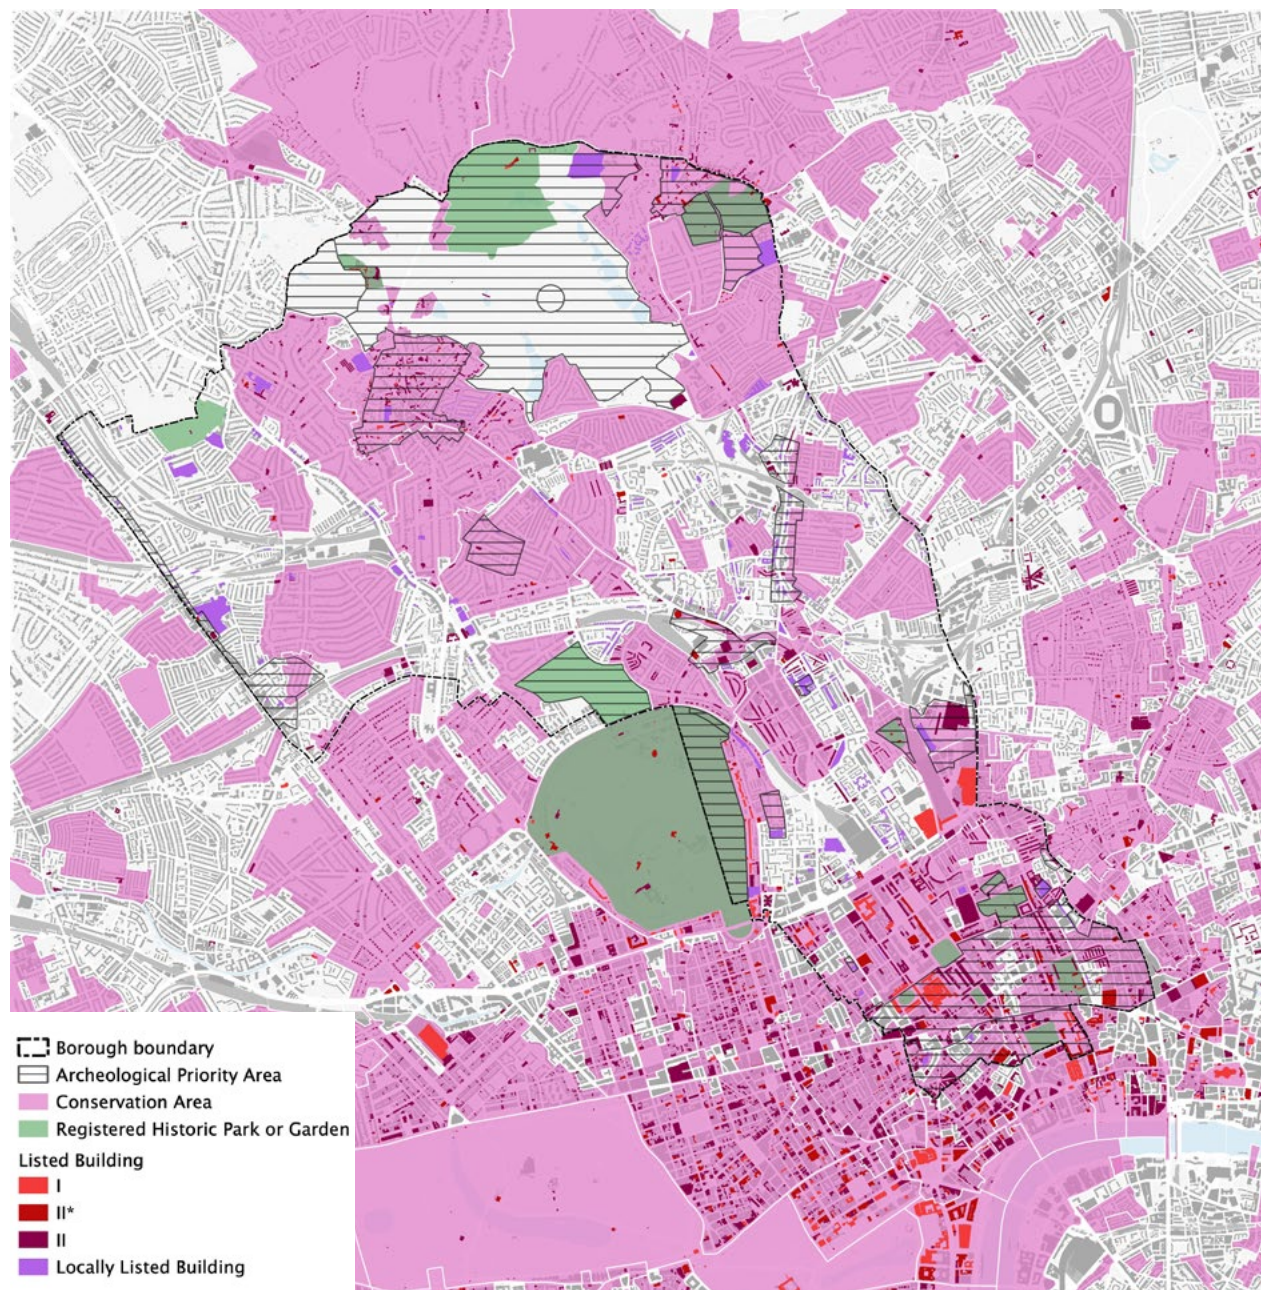 Borough boundary
Archeological Priority Area
Conservation Area
Registered Historic Park or Garden
Listed Building
I
II*
II
Locally Listed Building